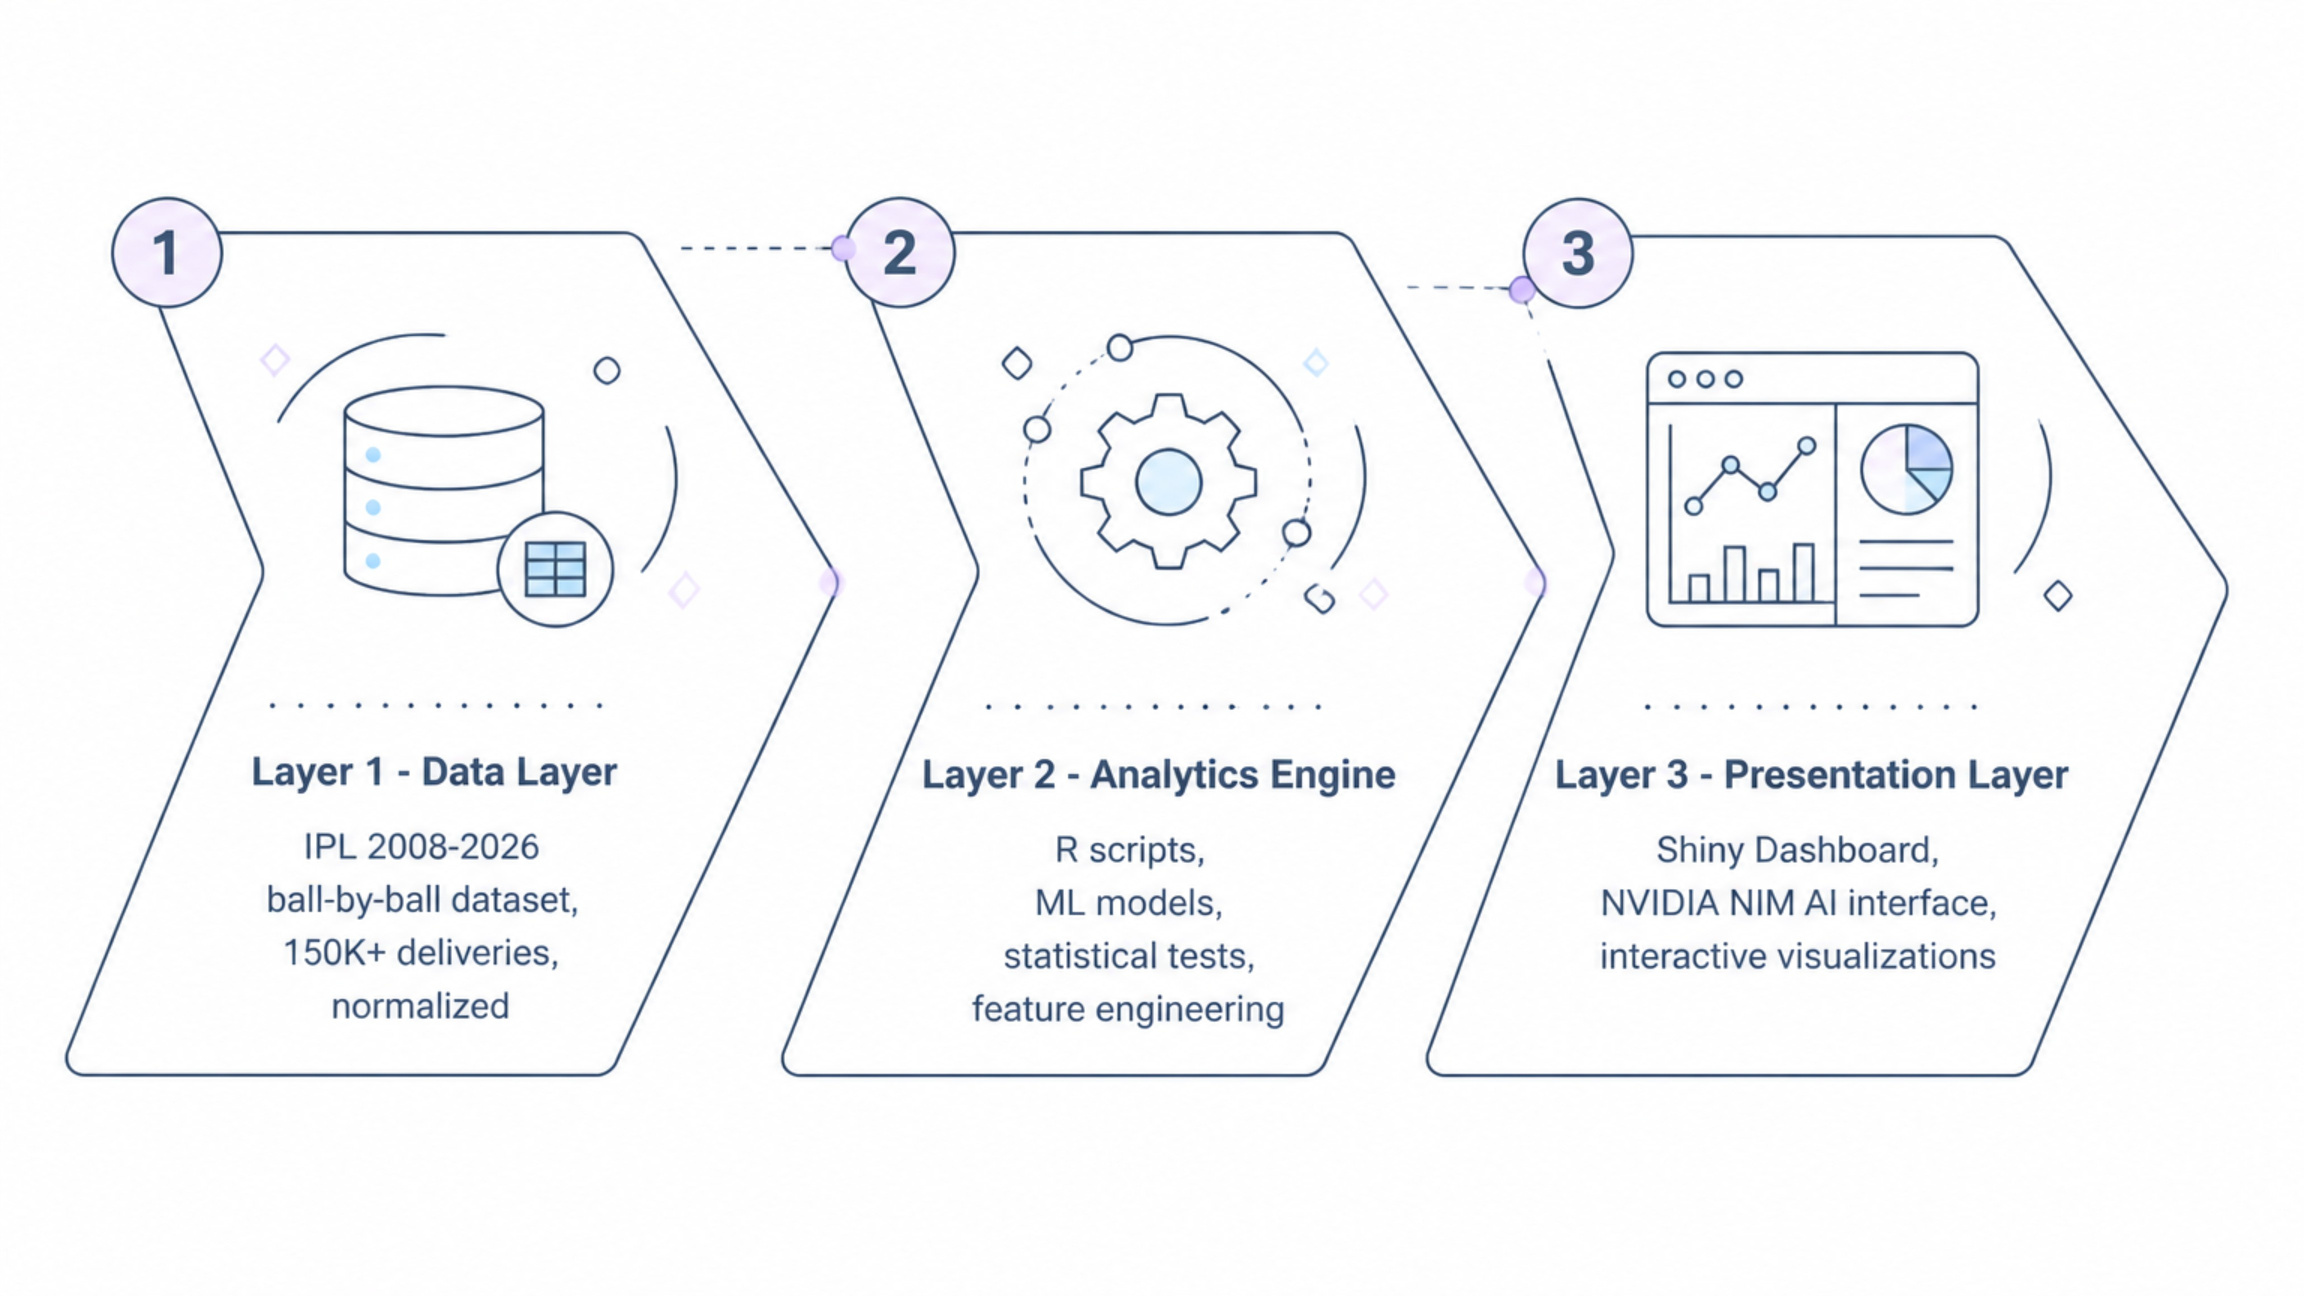 1
2
3
Layer 1 - Data Layer
IPL 2008-2026
ball-by-ball dataset,
150K+ deliveries,
normalized
Layer 2 - Analytics Engine
R scripts,
ML models,
statistical tests,
feature engineering
Layer 3 - Presentation Layer
Shiny Dashboard,
NVIDIA NIM AI interface,
interactive visualizations